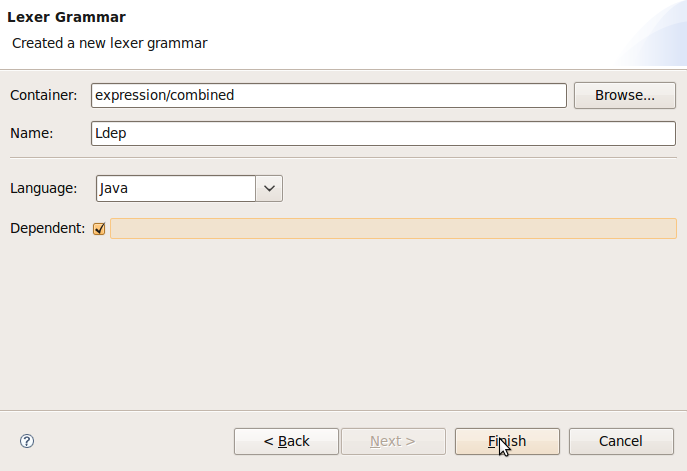 Lexer Grammar
Created a new lexer grammar
Container: expression/combined Browse...
Name: Ldep
Language: Java
Dependent:
? < Back Next > Finish Cancel